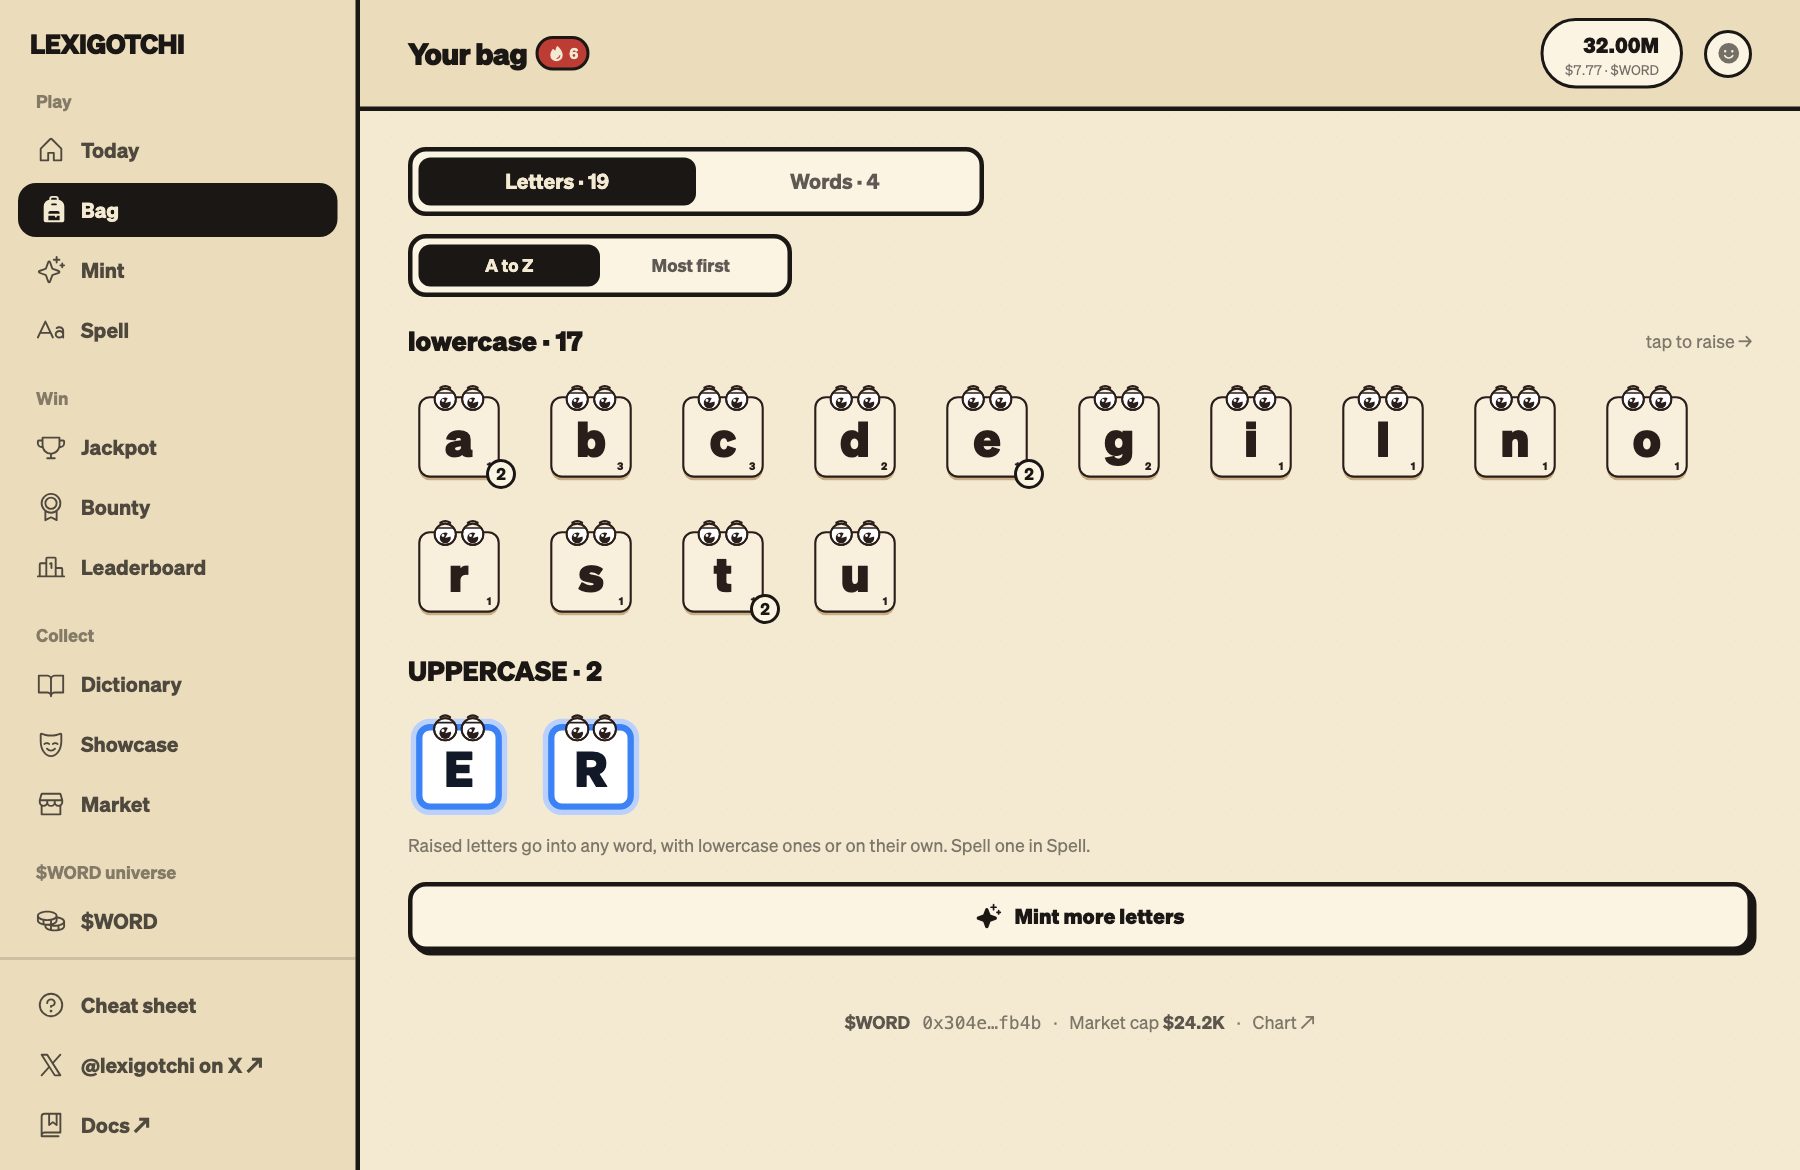 LEXIGOTCHI
Play
Today
Bag
Mint
Aa Spell
Win
Jackpot
Bounty
Leaderboard
Collect
Dictionary
Showcase
Market
$WORD universe
$WORD
Cheat sheet
@lexigotchi on X ↗
Docs ↗
Your bag 6
32.00M
$7.77 · $WORD
Letters · 19 Words · 4
A to Z Most first
lowercase · 17 tap to raise →
a 2 b 3 c 3 d 2 e 2 g 2 i 1 l 1 n 1 o 1
r 1 s 1 t 2 u 1
UPPERCASE · 2
E R
Raised letters go into any word, with lowercase ones or on their own. Spell one in Spell.
Mint more letters
$WORD 0x304e…fb4b · Market cap $24.2K · Chart ↗